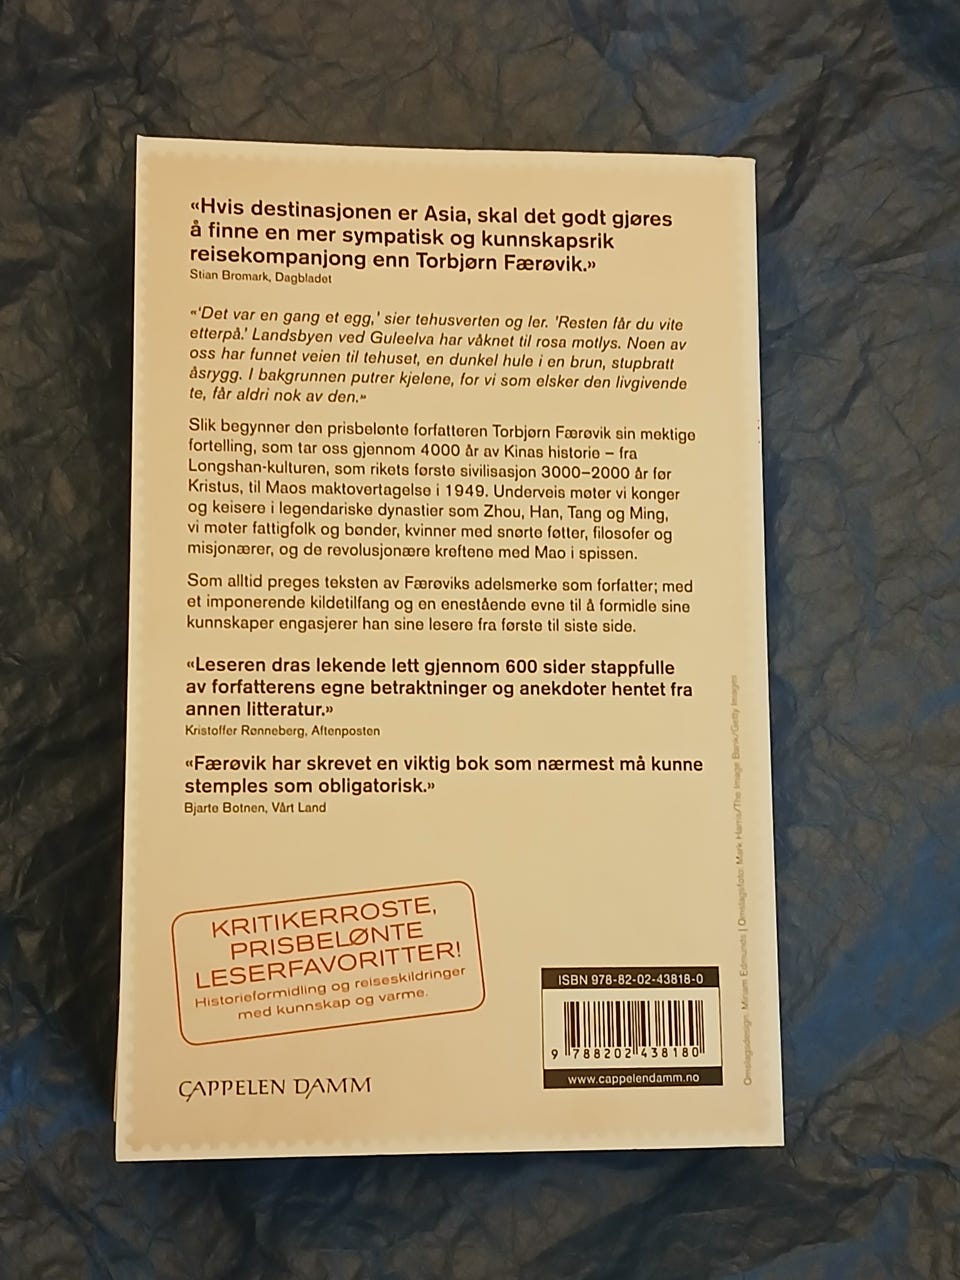 «Hvis destinasjonen er Asia, skal det godt gjøres
å finne en mer sympatisk og kunnskapsrik
reisekompanjong enn Torbjørn Færøvik.»
Stian Bromark, Dagbladet
«'Det var en gang et egg,' sier tehusverten og ler. 'Resten får du vite
etterpå.' Landsbyen ved Guleelva har våknet til rosa motlys. Noen av
oss har funnet veien til tehuset, en dunkel hule i en brun, stupbratt
åsrygg. I bakgrunnen putrer kjelene, for vi som elsker den livgivende
te, får aldri nok av den.»
Slik begynner den prisbelønte forfatteren Torbjørn Færøvik sin mektige
fortelling, som tar oss gjennom 4000 år av Kinas historie – fra
Longshan-kulturen, som rikets første sivilisasjon 3000–2000 år før
Kristus, til Maos maktovertagelse i 1949. Underveis møter vi konger
og keisere i legendariske dynastier som Zhou, Han, Tang og Ming,
vi møter fattigfolk og bønder, kvinner med snørte føtter, filosofer og
misjonærer, og de revolusjonære kreftene med Mao i spissen.
Som alltid preges teksten av Færøviks adelsmerke som forfatter; med
et imponerende kildetilfang og en enestående evne til å formidle sine
kunnskaper engasjerer han sine lesere fra første til siste side.
«Leseren dras lekende lett gjennom 600 sider stappfulle
av forfatterens egne betraktninger og anekdoter hentet fra
annen litteratur.»
Kristoffer Rønneberg, Aftenposten
«Færøvik har skrevet en viktig bok som nærmest må kunne
stemples som obligatorisk.»
Bjarte Botnen, Vårt Land
KRITIKERROSTE,
PRISBELØNTE
LESERFAVORITTER!
Historieformidling og reiseskildringer
med kunnskap og varme.
CAPPELEN DAMM
ISBN 978-82-02-43818-0
9 788202 438180
www.cappelendamm.no
Omslagsdesign: Miriam Edmunds | Omslagsfoto: Mark Harris/The Image Bank/Getty Images